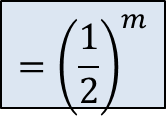 = (1/2)^m